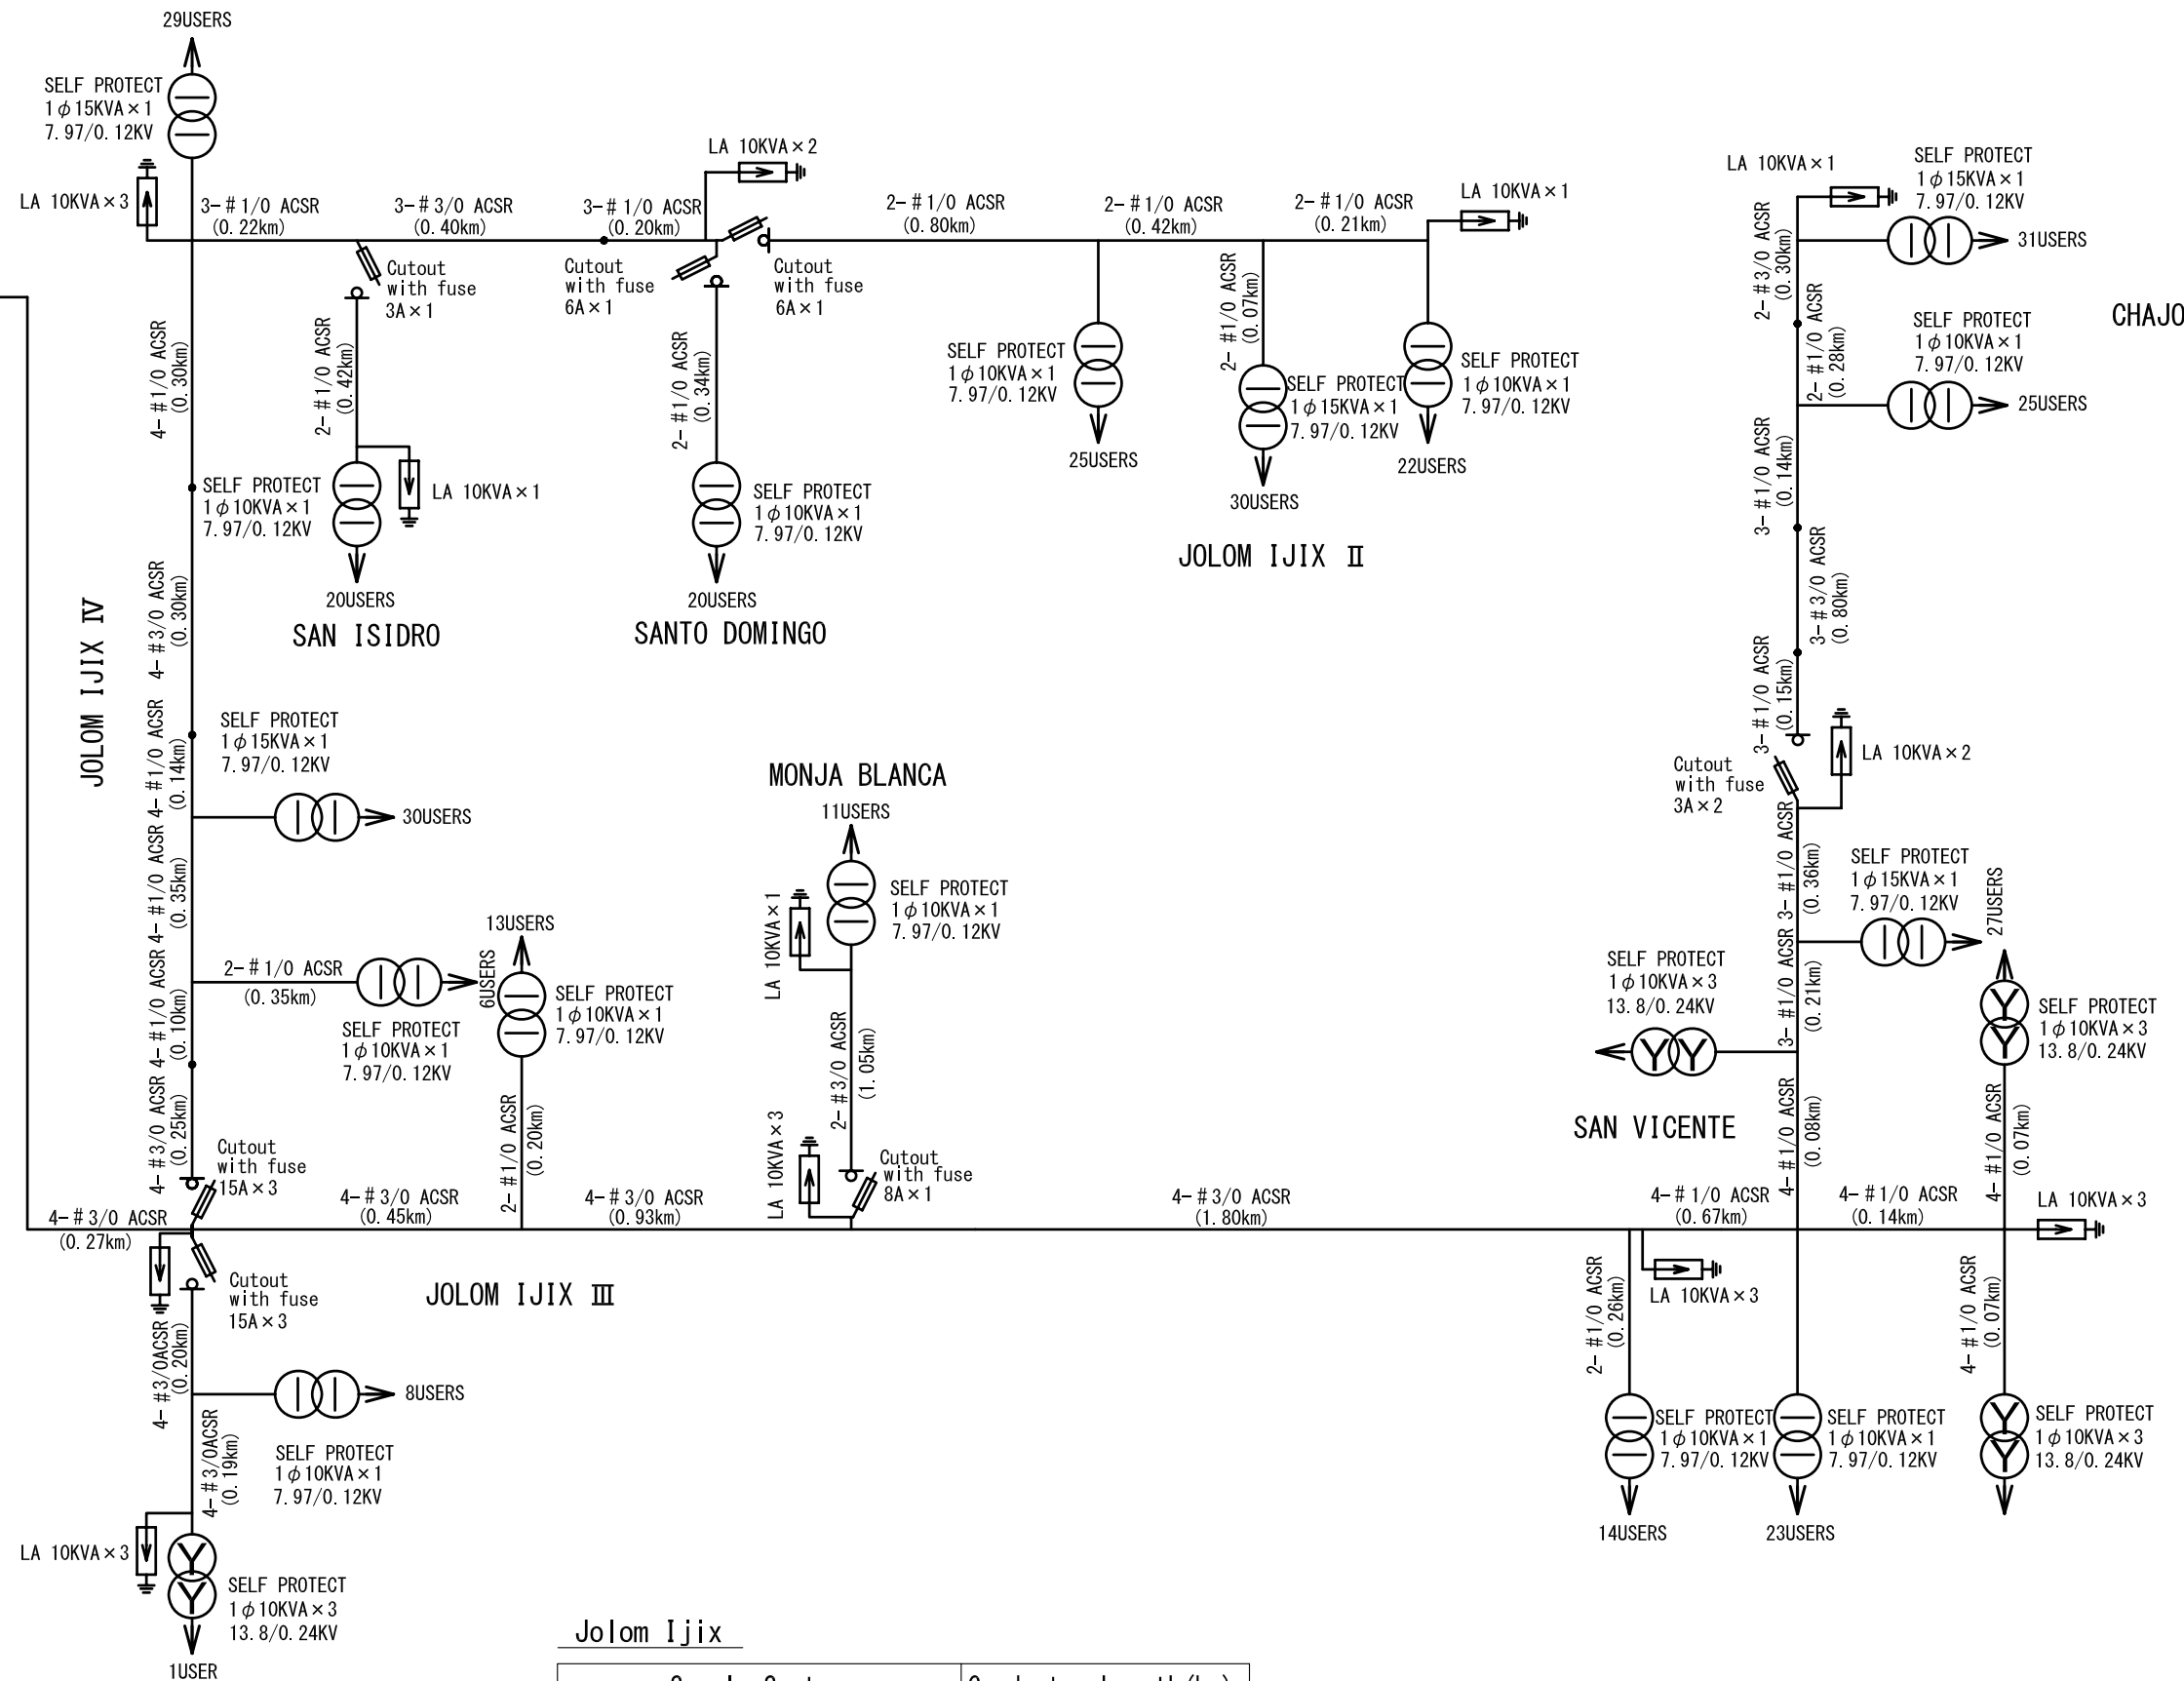 29USERS
SELF PROTECT
1φ15KVA×1
7.97/0.12KV
LA 10KVA×3
3-#1/0 ACSR
(0.22km)
3-#3/0 ACSR
(0.40km)
3-#1/0 ACSR
(0.20km)
LA 10KVA×2
2-#1/0 ACSR
(0.80km)
2-#1/0 ACSR
(0.42km)
2-#1/0 ACSR
(0.21km)
LA 10KVA×1
Cutout
with fuse
3A×1
Cutout
with fuse
6A×1
Cutout
with fuse
6A×1
4-#1/0 ACSR
(0.30km)
2-#1/0 ACSR
(0.42km)
2-#1/0 ACSR
(0.34km)
2-#1/0 ACSR
(0.07km)
SELF PROTECT
1φ10KVA×1
7.97/0.12KV
LA 10KVA×1
20USERS
SAN ISIDRO
SELF PROTECT
1φ10KVA×1
7.97/0.12KV
20USERS
SANTO DOMINGO
SELF PROTECT
1φ10KVA×1
7.97/0.12KV
25USERS
SELF PROTECT
1φ15KVA×1
7.97/0.12KV
30USERS
SELF PROTECT
1φ10KVA×1
7.97/0.12KV
22USERS
JOLOM IJIX Ⅱ
LA 10KVA×1
SELF PROTECT
1φ15KVA×1
7.97/0.12KV
31USERS
2-#3/0 ACSR
(0.30km)
CHAJO
SELF PROTECT
1φ10KVA×1
7.97/0.12KV
25USERS
2-#1/0 ACSR
(0.28km)
3-#1/0 ACSR
(0.14km)
3-#3/0 ACSR
(0.80km)
3-#1/0 ACSR
(0.15km)
LA 10KVA×2
Cutout
with fuse
3A×2
3-#1/0 ACSR
(0.36km)
SELF PROTECT
1φ15KVA×1
7.97/0.12KV
27USERS
3-#1/0 ACSR
(0.21km)
SELF PROTECT
1φ10KVA×3
13.8/0.24KV
SAN VICENTE
SELF PROTECT
1φ10KVA×3
13.8/0.24KV
4-#1/0 ACSR
(0.08km)
4-#1/0 ACSR
(0.07km)
JOLOM IJIX Ⅳ
4-#3/0 ACSR
(0.30km)
4-#1/0 ACSR
(0.14km)
SELF PROTECT
1φ15KVA×1
7.97/0.12KV
30USERS
4-#1/0 ACSR
(0.35km)
2-#1/0 ACSR
(0.35km)
6USERS
SELF PROTECT
1φ10KVA×1
7.97/0.12KV
4-#1/0 ACSR
(0.10km)
4-#3/0 ACSR
(0.25km)
13USERS
SELF PROTECT
1φ10KVA×1
7.97/0.12KV
2-#1/0 ACSR
(0.20km)
MONJA BLANCA
11USERS
SELF PROTECT
1φ10KVA×1
7.97/0.12KV
LA 10KVA×1
2-#3/0 ACSR
(1.05km)
LA 10KVA×3
Cutout
with fuse
8A×1
Cutout
with fuse
15A×3
4-#3/0 ACSR
(0.27km)
4-#3/0 ACSR
(0.45km)
4-#3/0 ACSR
(0.93km)
4-#3/0 ACSR
(1.80km)
4-#1/0 ACSR
(0.67km)
4-#1/0 ACSR
(0.14km)
LA 10KVA×3
Cutout
with fuse
15A×3
JOLOM IJIX Ⅲ
4-#3/0ACSR
(0.20km)
8USERS
SELF PROTECT
1φ10KVA×1
7.97/0.12KV
4-#3/0ACSR
(0.19km)
LA 10KVA×3
SELF PROTECT
1φ10KVA×3
13.8/0.24KV
1USER
LA 10KVA×3
2-#1/0 ACSR
(0.26km)
4-#1/0 ACSR
(0.07km)
SELF PROTECT
1φ10KVA×1
7.97/0.12KV
14USERS
SELF PROTECT
1φ10KVA×1
7.97/0.12KV
23USERS
SELF PROTECT
1φ10KVA×3
13.8/0.24KV
Jolom Ijix